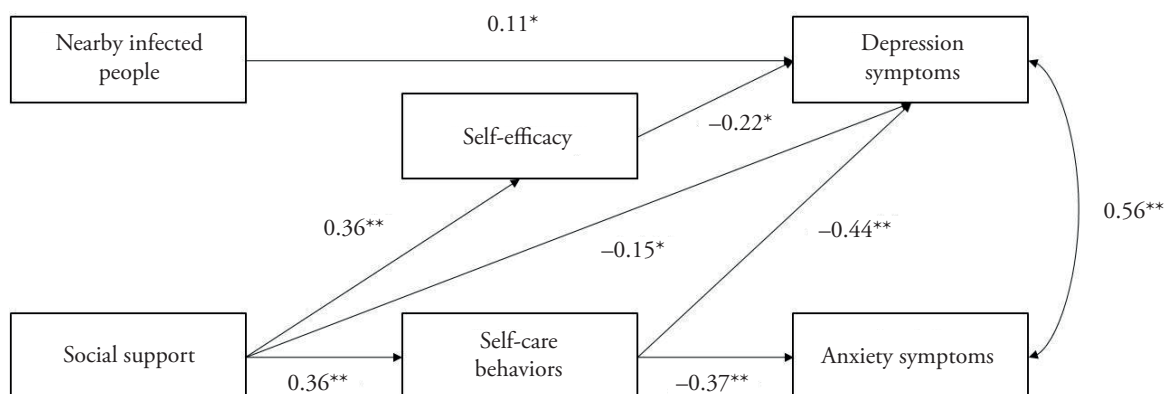 Nearby infected
people
0.11*
Depression
symptoms
Self-efficacy
–0.22*
0.36**
–0.15*
–0.44**
0.56**
Social support
0.36**
Self-care
behaviors
–0.37**
Anxiety symptoms